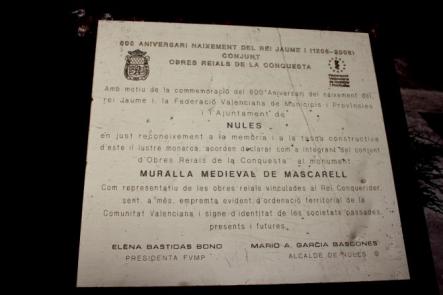 800 ANIVERSARI NAIXEMENT DEL REI JAUME I (1208-2008)
CONJUNT
OBRES REIALS DE LA CONQUESTA
Amb motiu de la commemoració del 800 Aniversari del naixement del
rei Jaume I, la Federació Valenciana de Municipis i Províncies
i l'Ajuntament de
NULES
en just reconeixement a la memòria i a la tasca constructiva
d'este il·lustre monarca, acorden declarar com a integrant del conjunt
d'Obres Reials de la Conquesta al monument
MURALLA MEDIEVAL DE MASCARELL
Com representatiu de les obres reials vinculades al Rei Conqueridor,
sent, a més, empremta evident d'ordenació territorial de la
Comunitat Valenciana i signe d'identitat de les societats passades,
presents i futures.
ELENA BASTIDAS BONO MARIO A. GARCIA BASCONES
PRESIDENTA FVMP ALCALDE DE NULES